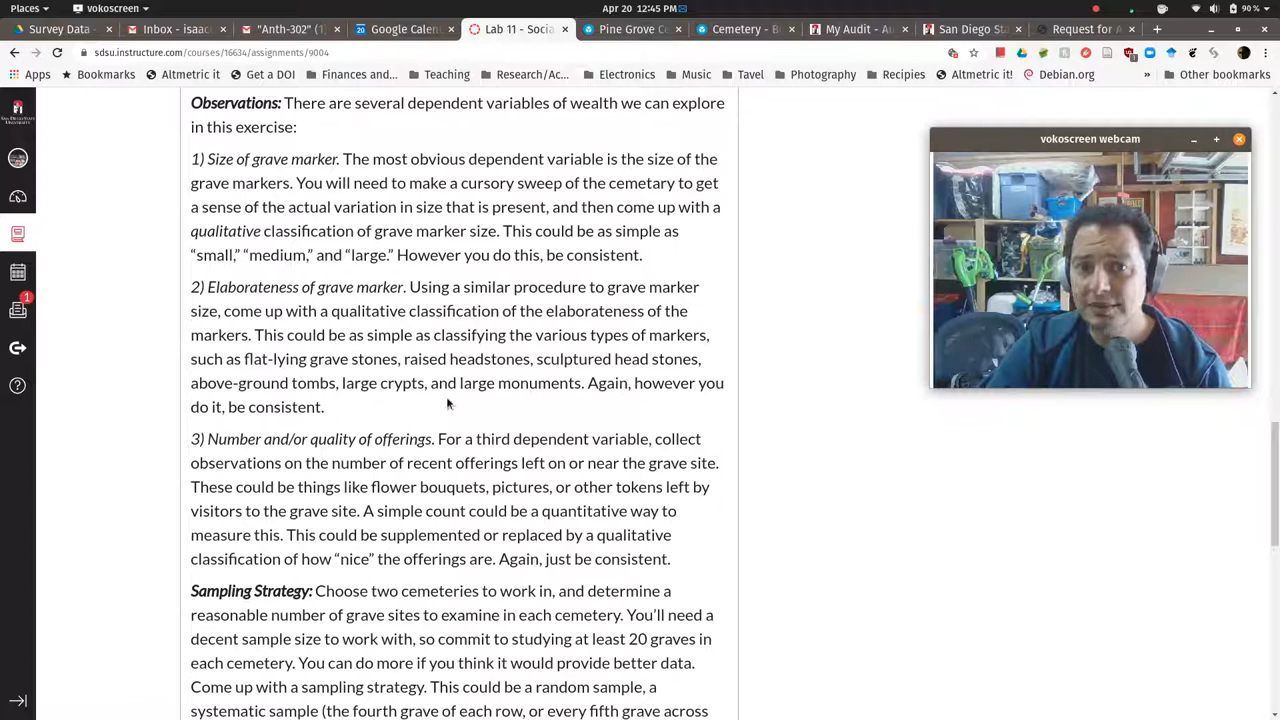 Places
vokoscreen
Apr 20 12:45 PM
90 %
Survey Data -
Inbox - isaac
"Anth-302" (1
Google Calen
Lab 11 - Socia
Pine Grove Ce
Cemetery - B
My Audit - Au
San Diego Sta
Request for A
sdsu.instructure.com/courses/16634/assignments/9004
Apps
Bookmarks
Altmetric it
Get a DOI
Finances and...
Teaching
Research/Ac...
Electronics
Music
Tavel
Photography
Recipies
Altmetric it!
Debian.org
»
Other bookmarks
Observations: There are several dependent variables of wealth we can explore
in this exercise:
1) Size of grave marker. The most obvious dependent variable is the size of the
grave markers. You will need to make a cursory sweep of the cemetary to get
a sense of the actual variation in size that is present, and then come up with a
qualitative classification of grave marker size. This could be as simple as
“small,” “medium,” and “large.” However you do this, be consistent.
2) Elaborateness of grave marker. Using a similar procedure to grave marker
size, come up with a qualitative classification of the elaborateness of the
markers. This could be as simple as classifying the various types of markers,
such as flat-lying grave stones, raised headstones, sculptured head stones,
above-ground tombs, large crypts, and large monuments. Again, however you
do it, be consistent.
3) Number and/or quality of offerings. For a third dependent variable, collect
observations on the number of recent offerings left on or near the grave site.
These could be things like flower bouquets, pictures, or other tokens left by
visitors to the grave site. A simple count could be a quantitative way to
measure this. This could be supplemented or replaced by a qualitative
classification of how “nice” the offerings are. Again, just be consistent.
Sampling Strategy: Choose two cemeteries to work in, and determine a
reasonable number of grave sites to examine in each cemetery. You’ll need a
decent sample size to work with, so commit to studying at least 20 graves in
each cemetery. You can do more if you think it would provide better data.
Come up with a sampling strategy. This could be a random sample, a
systematic sample (the fourth grave of each row, or every fifth grave across
vokoscreen webcam
1